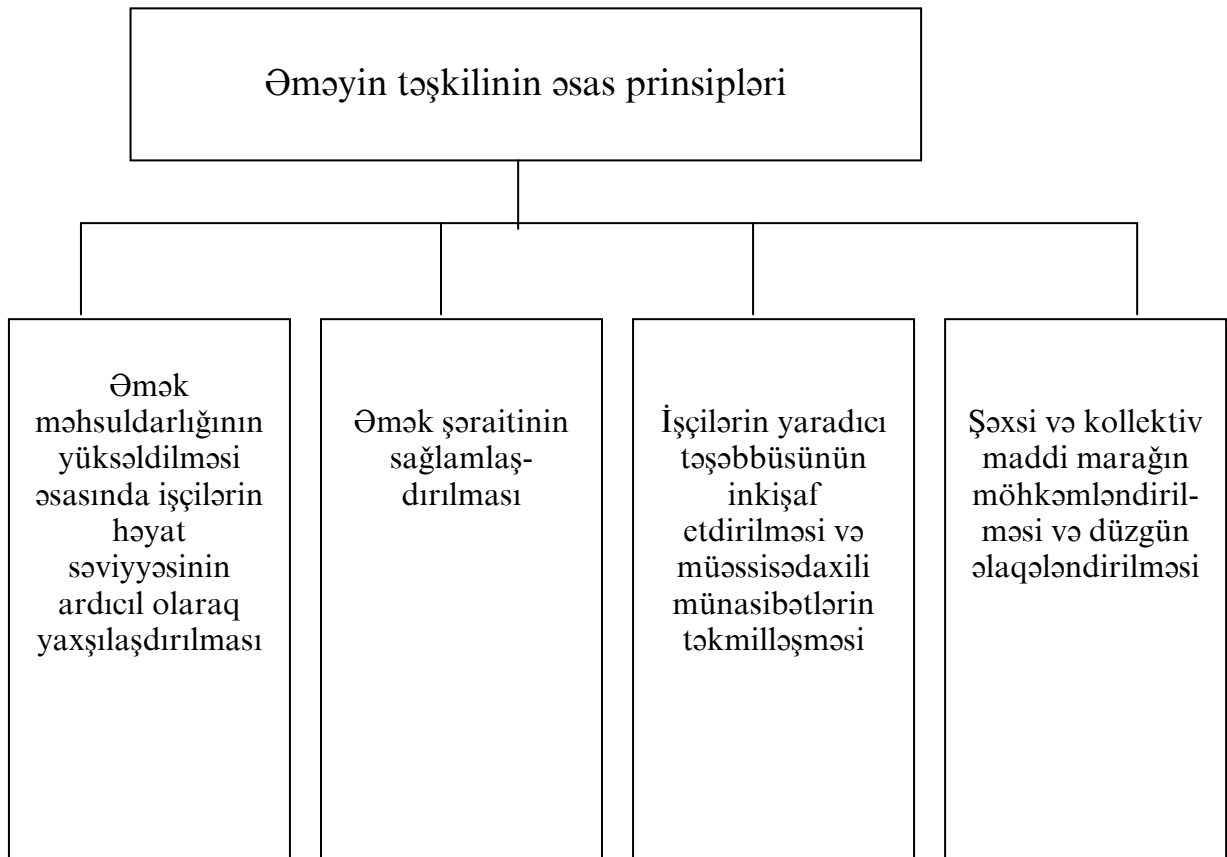 Əməyin təşkilinin əsas prinsipləri
Əmək
məhsuldarlığının
yüksəldilməsi
əsasında işçilərin
həyat
səviyyəsinin
ardıcıl olaraq
yaxşılaşdırılması
Əmək şəraitinin
sağlamlaş-
dırılması
İşçilərin yaradıcı
təşəbbüsünün
inkişaf
etdirilməsi və
müəssisədaxili
münasibətlərin
təkmilləşməsi
Şəxsi və kollektiv
maddi marağın
möhkəmləndiril-
məsi və düzgün
əlaqələndirilməsi